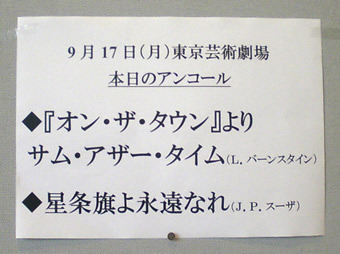 9月17日(月)東京芸術劇場
本日のアンコール
◆『オン・ザ・タウン』より
サム・アザー・タイム(L.バーンスタイン)
◆星条旗よ永遠なれ(J.P.スーザ)